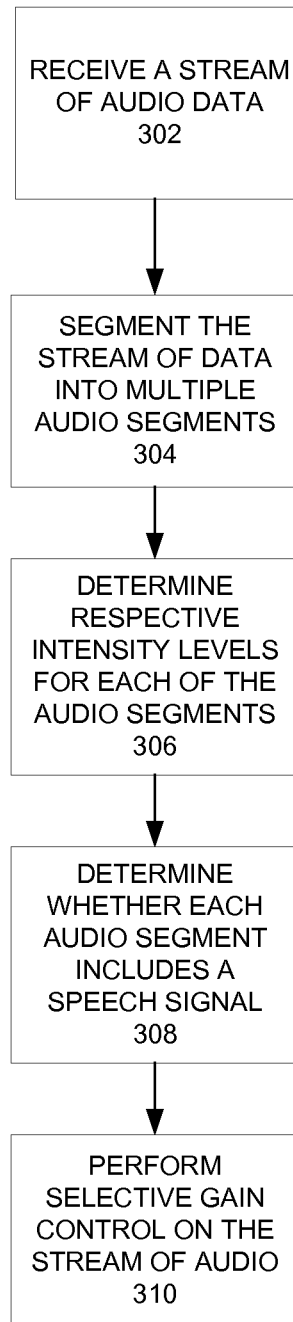 RECEIVE A STREAM
OF AUDIO DATA
302
SEGMENT THE
STREAM OF DATA
INTO MULTIPLE
AUDIO SEGMENTS
304
DETERMINE
RESPECTIVE
INTENSITY LEVELS
FOR EACH OF THE
AUDIO SEGMENTS
306
DETERMINE
WHETHER EACH
AUDIO SEGMENT
INCLUDES A
SPEECH SIGNAL
308
PERFORM
SELECTIVE GAIN
CONTROL ON THE
STREAM OF AUDIO
310